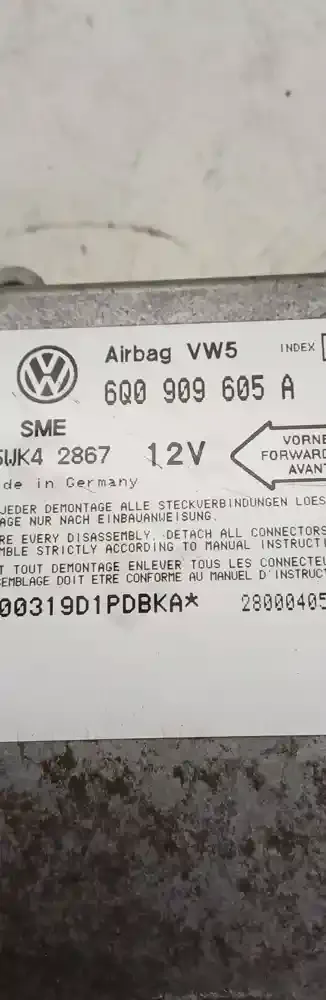 Airbag VW5 INDEX
6Q0 909 605 A
SME
5WK4 2867 12V
VORNE
FORWARD
AVANT
de in Germany
JEDER DEMONTAGE ALLE STECKVERBINDUNGEN LOES
AGE NUR NACH EINBAUANWEISUNG.
RE EVERY DISASSEMBLY, DETACH ALL CONNECTORS
MBLE STRICTLY ACCORDING TO MANUAL INSTRUCTI
T TOUT DEMONTAGE ENLEVER TOUS LES CONNECTEU
SEMBLAGE DOIT ETRE CONFORME AU MANUEL D'INSTRUCT
00319D1PDBKA* 28000405